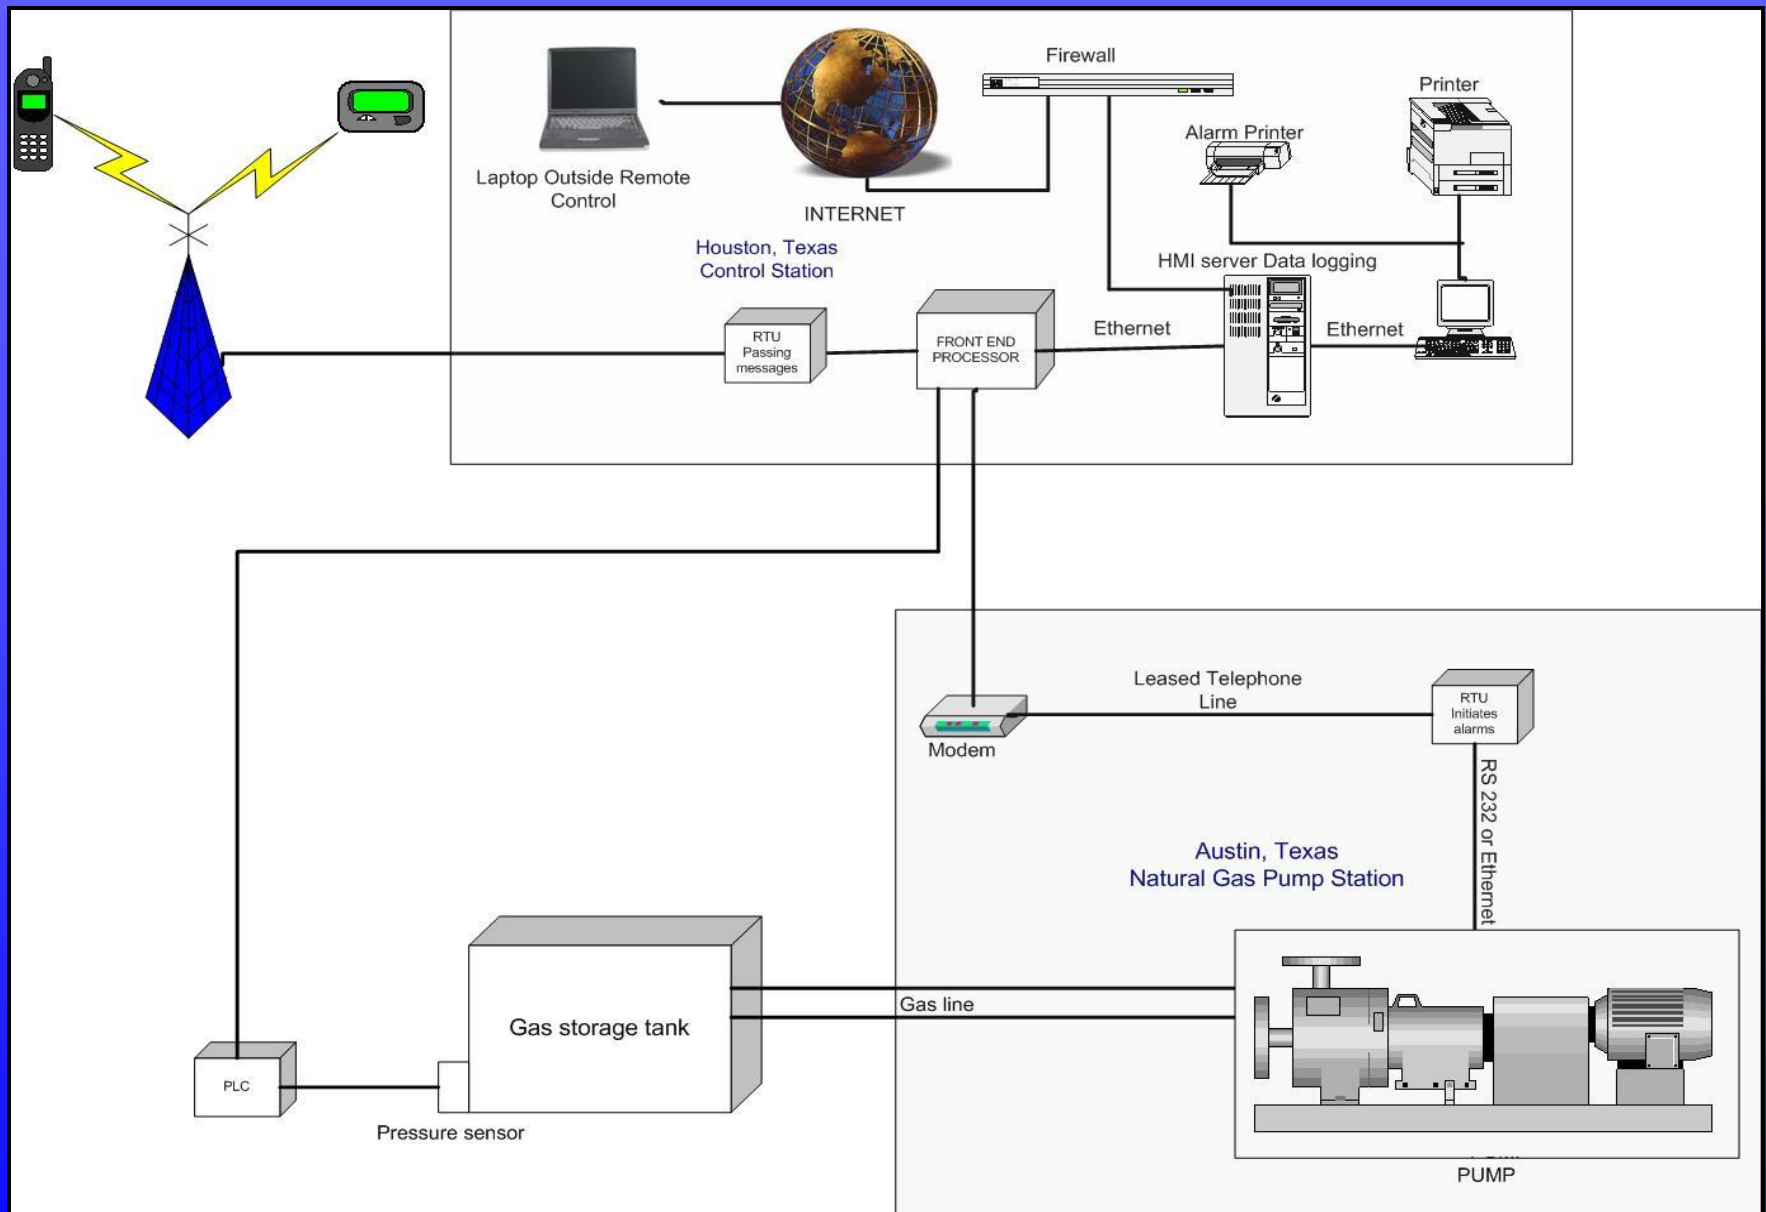 Firewall
Printer
Alarm Printer
Laptop Outside Remote
Control
INTERNET
Houston, Texas
Control Station
HMI server Data logging
RTU
Passing
messages
FRONT END
PROCESSOR
Ethernet
Ethernet
Leased Telephone
Line
RTU
Initiates
alarms
Modem
RS 232 or Ethernet
Austin, Texas
Natural Gas Pump Station
Gas line
Gas storage tank
PLC
Pressure sensor
PUMP